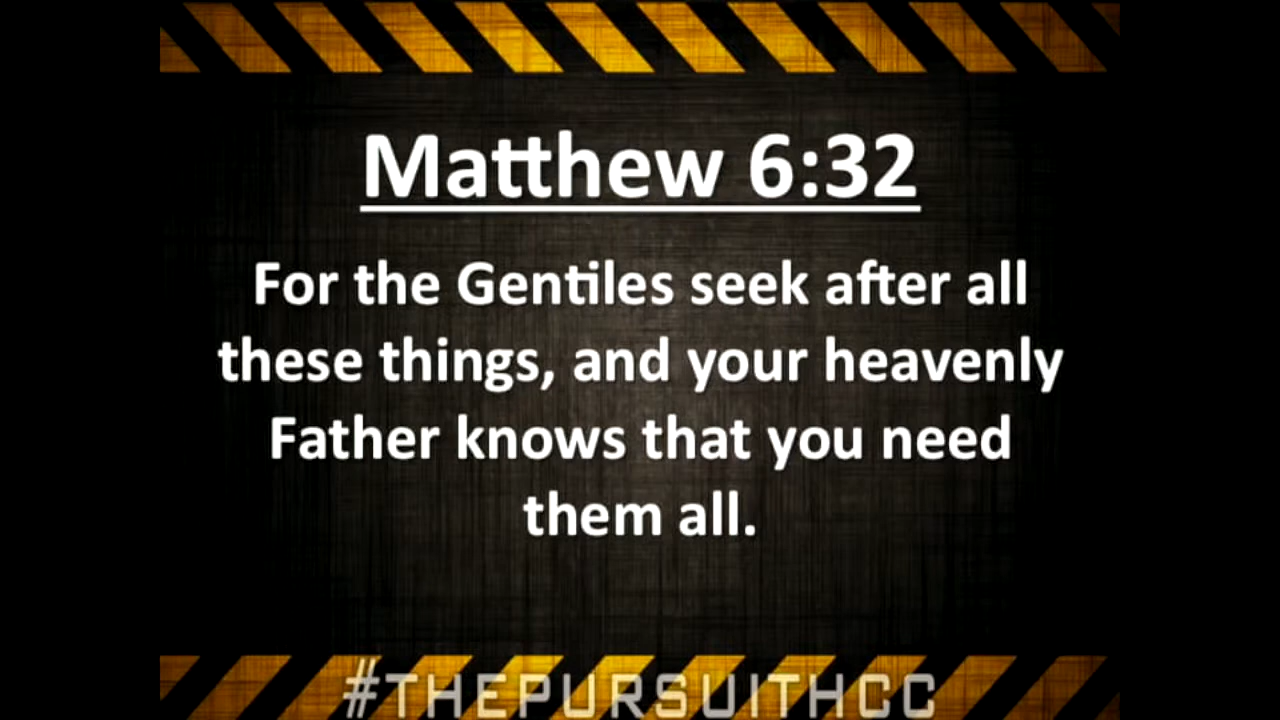 Matthew 6:32
For the Gentiles seek after all
these things, and your heavenly
Father knows that you need
them all.
#THEPURSUITHCC